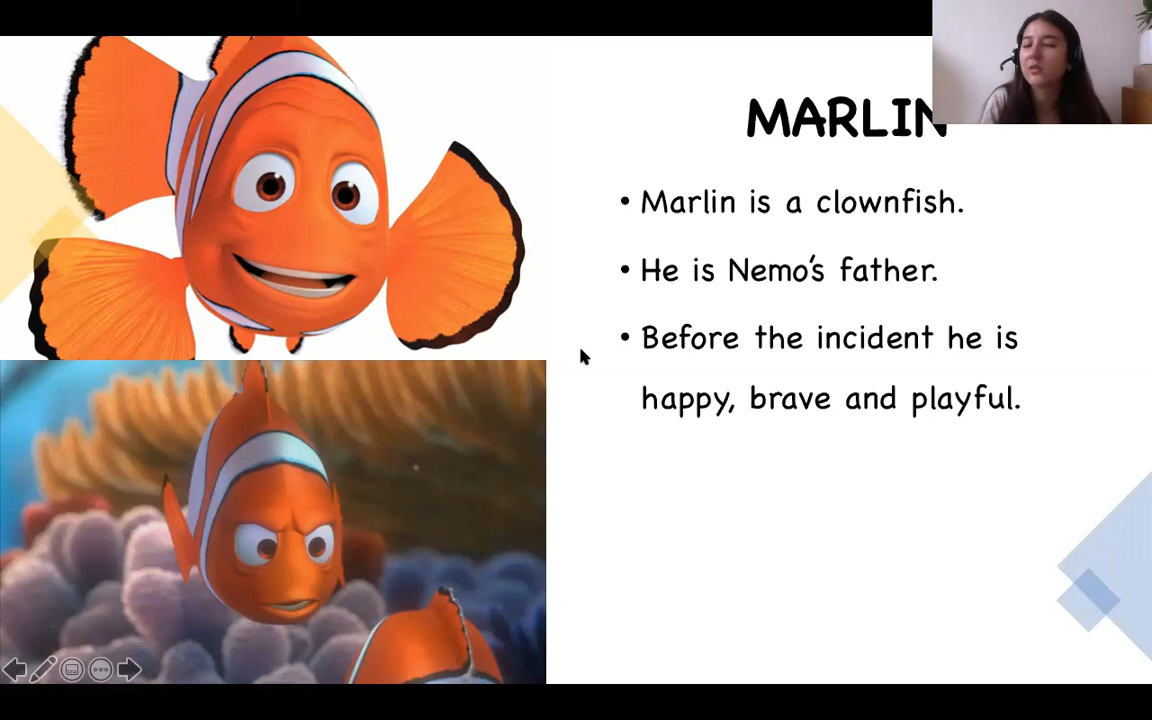 MARLIN
• Marlin is a clownfish.
• He is Nemo's father.
• Before the incident he is
happy, brave and playful.